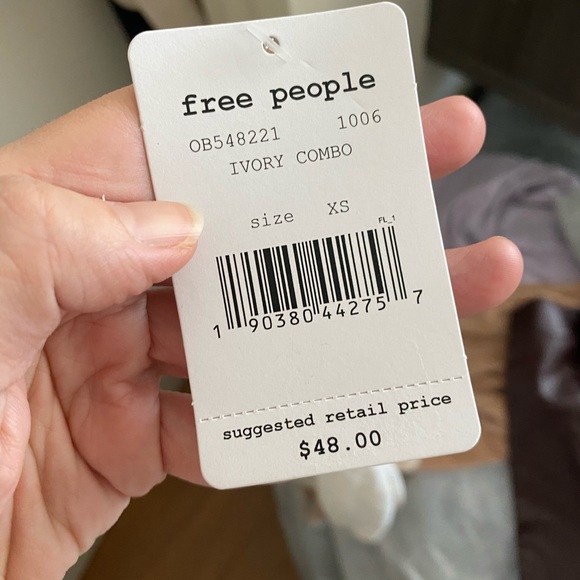 free people
OB548221 1006
IVORY COMBO
size XS
FL_1
1 90380 44275 7
suggested retail price
$48.00